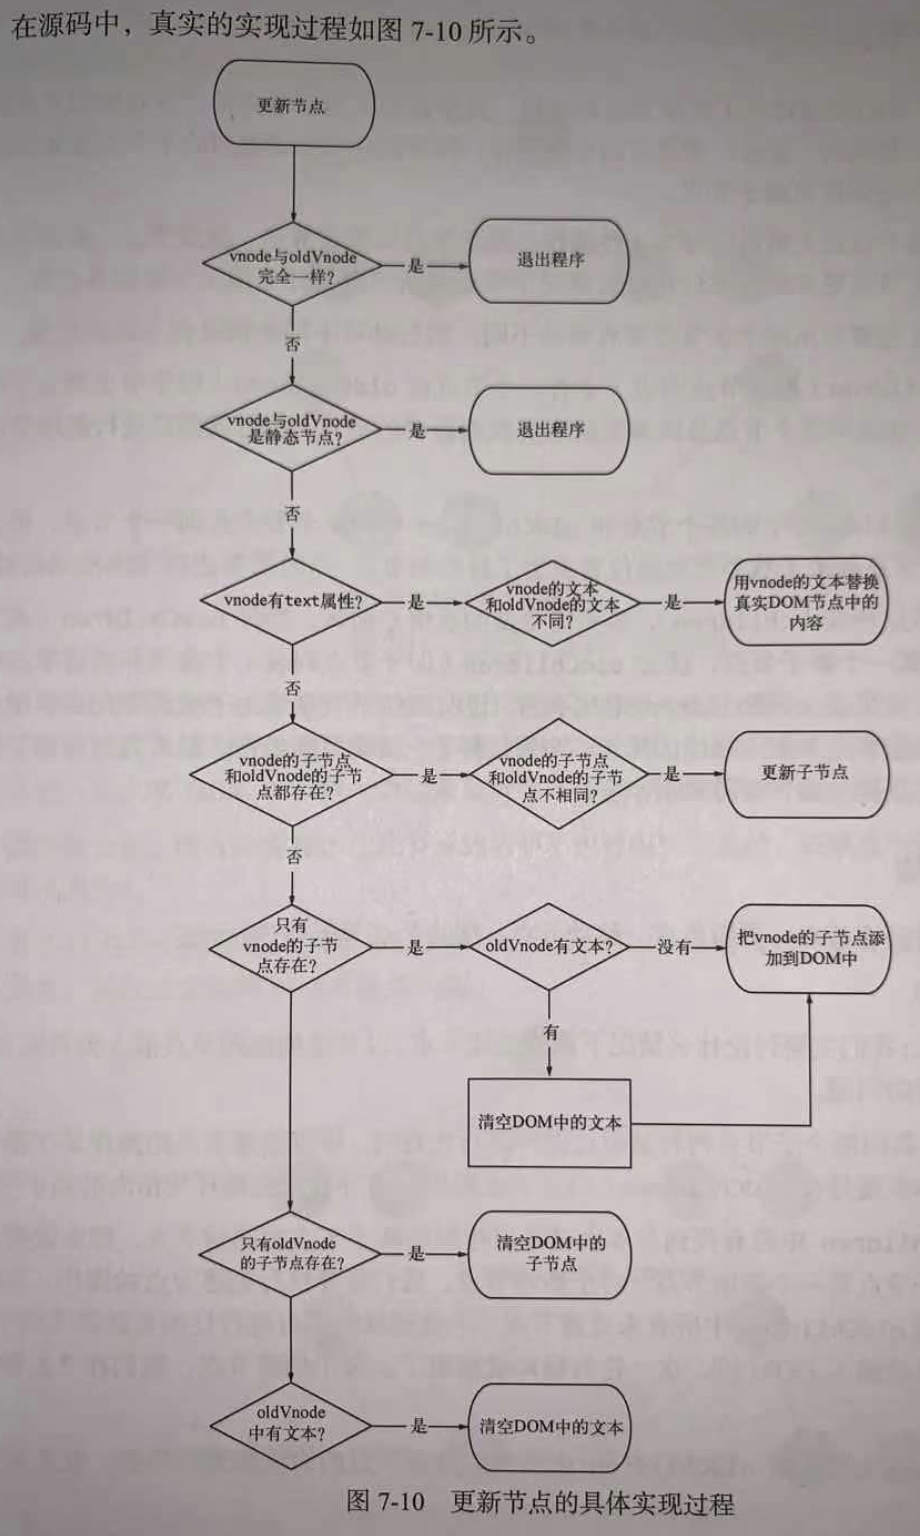 在源码中，真实的实现过程如图 7-10 所示。
更新节点
vnode与oldVnode
完全一样？
是
退出程序
否
vnode与oldVnode
是静态节点？
是
退出程序
否
vnode有text属性？
是
vnode的文本
和oldVnode的文本
不同？
是
用vnode的文本替换
真实DOM节点中的
内容
否
vnode的子节点
和oldVnode的子节
点都存在？
是
vnode的子节点
和oldVnode的子节
点不相同？
是
更新子节点
否
只有
vnode的子节
点存在？
是
oldVnode有文本？
没有
把vnode的子节点添
加到DOM中
有
清空DOM中的文本
只有oldVnode
的子节点存在？
是
清空DOM中的
子节点
oldVnode
中有文本？
是
清空DOM中的文本
图 7-10 更新节点的具体实现过程